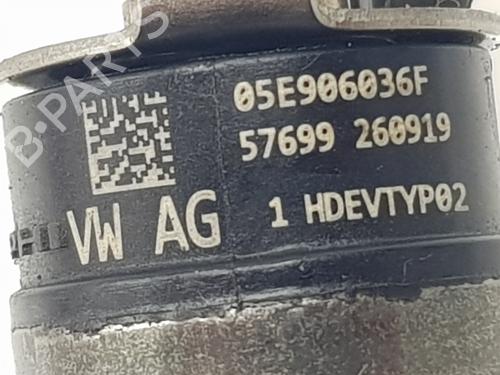 B-PARTS
05E906036F
57699 260919
VW AG 1 HDEVTYP02